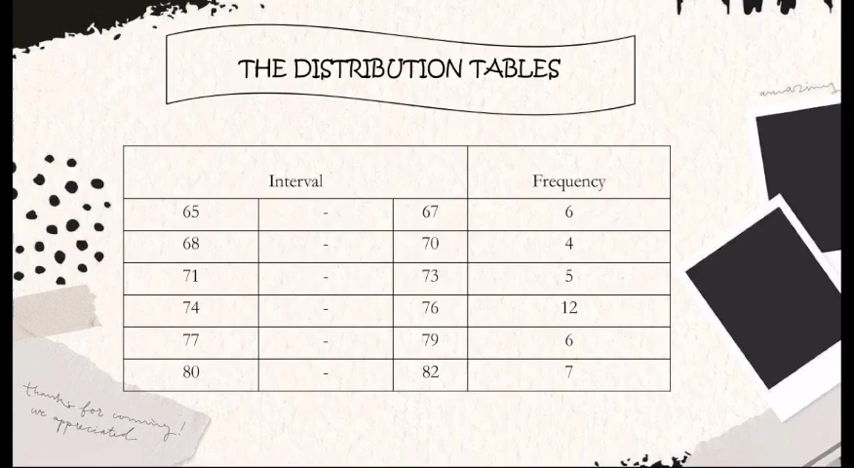 THE DISTRIBUTION TABLES
amazing
Interval Frequency
65 - 67 6
68 - 70 4
71 - 73 5
74 - 76 12
77 - 79 6
80 - 82 7
thanks for coming!
we appreciated